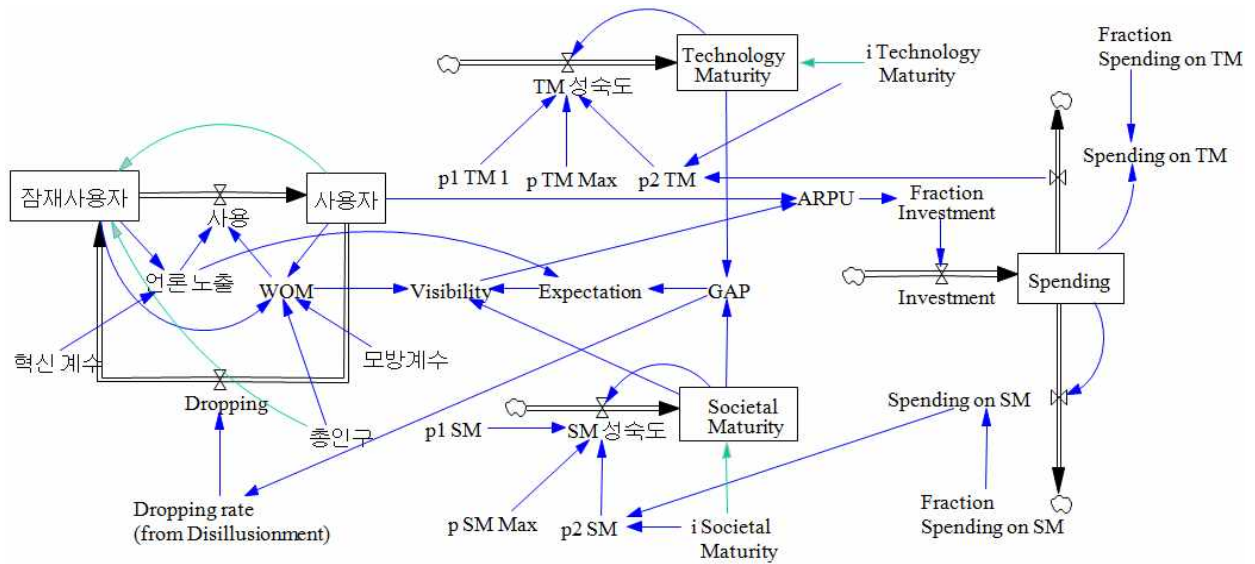 Technology
Maturity
i Technology
Maturity
Fraction
Spending on TM
TM 성숙도
Spending on TM
p1 TM 1
p TM Max
p2 TM
잠재사용자
사용자
사용
ARPU
Fraction
Investment
언론 노출
WOM
Visibility
Expectation
GAP
Investment
Spending
혁신 계수
모방계수
Dropping
총인구
p1 SM
SM 성숙도
Societal
Maturity
Spending on SM
Dropping rate
(from Disillusionment)
p SM Max
p2 SM
i Societal
Maturity
Fraction
Spending on SM